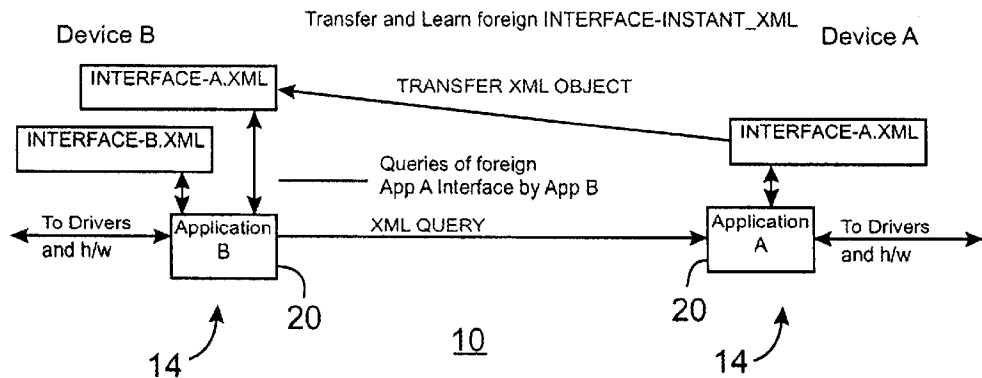 Transfer and Learn foreign INTERFACE-INSTANT_XML
Device B
Device A
INTERFACE-A.XML
TRANSFER XML OBJECT
INTERFACE-B.XML
INTERFACE-A.XML
Queries of foreign
App A Interface by App B
To Drivers
and h/w
Application
B
XML QUERY
Application
A
To Drivers
and h/w
20
20
14
10
14